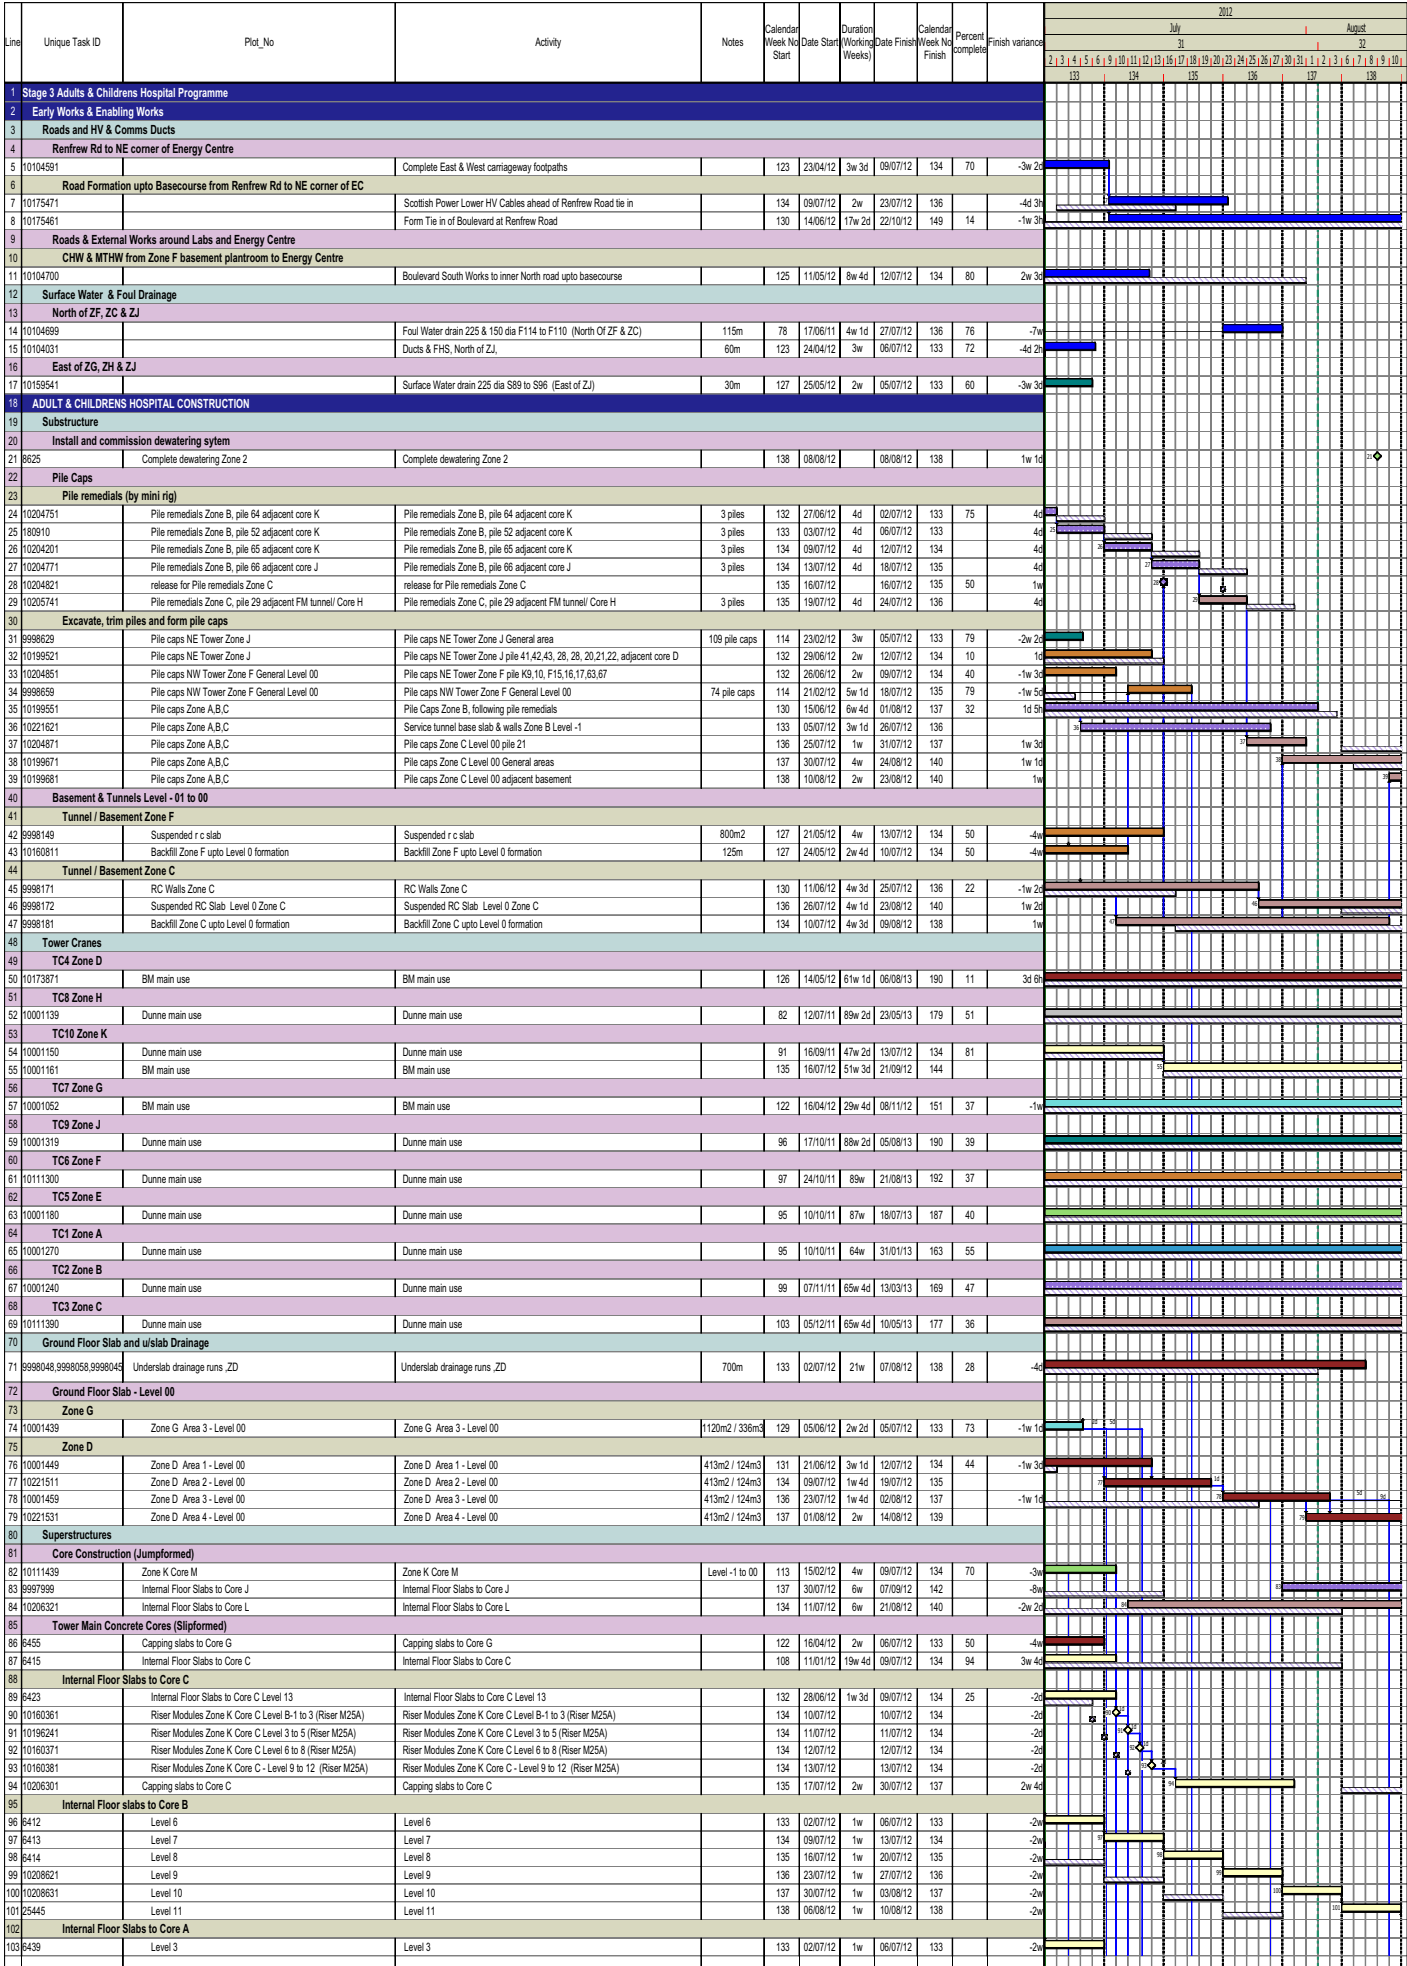 2012
July August
31 32
Line Unique Task ID Plot_No Activity Notes Calendar Week No Start Date Start Duration (Working Weeks) Date Finish Calendar Week No Finish Percent complete Finish variance
2 3 4 5 6 9 10 11 12 13 16 17 18 19 20 23 24 25 26 27 30 31 1 2 3 6 7 8 9 10
133 134 135 136 137 138
1 Stage 3 Adults & Childrens Hospital Programme
2 Early Works & Enabling Works
3 Roads and HV & Comms Ducts
4 Renfrew Rd to NE corner of Energy Centre
5 10104591 Complete East & West carriageway footpaths 123 23/04/12 3w 3d 09/07/12 134 70 -3w 2d
6 Road Formation upto Basecourse from Renfrew Rd to NE corner of EC
7 10175471 Scottish Power Lower HV Cables ahead of Renfrew Road tie in 134 09/07/12 2w 23/07/12 136 -4d 3h
8 10175461 Form Tie in of Boulevard at Renfrew Road 130 14/06/12 17w 2d 22/10/12 149 14 -1w 3h
9 Roads & External Works around Labs and Energy Centre
10 CHW & MTHW from Zone F basement plantroom to Energy Centre
11 10104700 Boulevard South Works to inner North road upto basecourse 125 11/05/12 8w 4d 12/07/12 134 80 2w 3d
12 Surface Water & Foul Drainage
13 North of ZF, ZC & ZJ
14 10104699 Foul Water drain 225 & 150 dia F114 to F110 (North Of ZF & ZC) 115m 78 17/06/11 4w 1d 27/07/12 136 76 -7w
15 10104031 Ducts & FHS, North of ZJ, 60m 123 24/04/12 3w 06/07/12 133 72 -4d 2h
16 East of ZG, ZH & ZJ
17 10159541 Surface Water drain 225 dia S89 to S96 (East of ZJ) 30m 127 25/05/12 2w 05/07/12 133 60 -3w 3d
18 ADULT & CHILDRENS HOSPITAL CONSTRUCTION
19 Substructure
20 Install and commission dewatering sytem
21 8625 Complete dewatering Zone 2 Complete dewatering Zone 2 138 08/08/12 08/08/12 138 1w 1d 21
22 Pile Caps
23 Pile remedials (by mini rig)
24 10204751 Pile remedials Zone B, pile 64 adjacent core K Pile remedials Zone B, pile 64 adjacent core K 3 piles 132 27/06/12 4d 02/07/12 133 75 4d
25 180910 Pile remedials Zone B, pile 52 adjacent core K Pile remedials Zone B, pile 52 adjacent core K 3 piles 133 03/07/12 4d 06/07/12 133 4d 25
26 10204201 Pile remedials Zone B, pile 65 adjacent core K Pile remedials Zone B, pile 65 adjacent core K 3 piles 134 09/07/12 4d 12/07/12 134 4d 26
27 10204771 Pile remedials Zone B, pile 66 adjacent core J Pile remedials Zone B, pile 66 adjacent core J 3 piles 134 13/07/12 4d 18/07/12 135 4d 27
28 10204821 release for Pile remedials Zone C release for Pile remedials Zone C 135 16/07/12 16/07/12 135 50 1w 28
29 10205741 Pile remedials Zone C, pile 29 adjacent FM tunnel/ Core H Pile remedials Zone C, pile 29 adjacent FM tunnel/ Core H 3 piles 135 19/07/12 4d 24/07/12 136 4d 29
30 Excavate, trim piles and form pile caps
31 9998629 Pile caps NE Tower Zone J Pile caps NE Tower Zone J General area 109 pile caps 114 23/02/12 3w 05/07/12 133 79 -2w 2d
32 10199521 Pile caps NE Tower Zone J Pile caps NE Tower Zone J pile 41,42,43, 28, 28, 20,21,22, adjacent core D 132 29/06/12 2w 12/07/12 134 10 1d
33 10204851 Pile caps NW Tower Zone F General Level 00 Pile caps NE Tower Zone F pile K9,10, F15,16,17,63,67 132 26/06/12 2w 09/07/12 134 40 -1w 3d
34 9998659 Pile caps NW Tower Zone F General Level 00 Pile caps NW Tower Zone F General Level 00 74 pile caps 114 21/02/12 5w 1d 18/07/12 135 79 -1w 5d
35 10199551 Pile caps Zone A,B,C Pile Caps Zone B, following pile remedials 130 15/06/12 6w 4d 01/08/12 137 32 1d 5h
36 10221621 Pile caps Zone A,B,C Service tunnel base slab & walls Zone B Level -1 133 05/07/12 3w 1d 26/07/12 136 36
37 10204871 Pile caps Zone A,B,C Pile caps Zone C Level 00 pile 21 136 25/07/12 1w 31/07/12 137 1w 3d 37
38 10199671 Pile caps Zone A,B,C Pile caps Zone C Level 00 General areas 137 30/07/12 4w 24/08/12 140 1w 1d 38
39 10199681 Pile caps Zone A,B,C Pile caps Zone C Level 00 adjacent basement 138 10/08/12 2w 23/08/12 140 1w 39
40 Basement & Tunnels Level - 01 to 00
41 Tunnel / Basement Zone F
42 9998149 Suspended r c slab Suspended r c slab 800m2 127 21/05/12 4w 13/07/12 134 50 -4w
43 10160811 Backfill Zone F upto Level 0 formation Backfill Zone F upto Level 0 formation 125m 127 24/05/12 2w 4d 10/07/12 134 50 -4w
44 Tunnel / Basement Zone C
45 9998171 RC Walls Zone C RC Walls Zone C 130 11/06/12 4w 3d 25/07/12 136 22 -1w 2d
46 9998172 Suspended RC Slab Level 0 Zone C Suspended RC Slab Level 0 Zone C 136 26/07/12 4w 1d 23/08/12 140 1w 2d 46
47 9998181 Backfill Zone C upto Level 0 formation Backfill Zone C upto Level 0 formation 134 10/07/12 4w 3d 09/08/12 138 1w 47
48 Tower Cranes
49 TC4 Zone D
50 10173871 BM main use BM main use 126 14/05/12 61w 1d 06/08/13 190 11 3d 6h
51 TC8 Zone H
52 10001139 Dunne main use Dunne main use 82 12/07/11 89w 2d 23/05/13 179 51
53 TC10 Zone K
54 10001150 Dunne main use Dunne main use 91 16/09/11 47w 2d 13/07/12 134 81
55 10001161 BM main use BM main use 135 16/07/12 51w 3d 21/09/12 144 55
56 TC7 Zone G
57 10001052 BM main use BM main use 122 16/04/12 29w 4d 08/11/12 151 37 -1w
58 TC9 Zone J
59 10001319 Dunne main use Dunne main use 96 17/10/11 88w 2d 05/08/13 190 39
60 TC6 Zone F
61 10111300 Dunne main use Dunne main use 97 24/10/11 89w 21/08/13 192 37
62 TC5 Zone E
63 10001180 Dunne main use Dunne main use 95 10/10/11 87w 18/07/13 187 40
64 TC1 Zone A
65 10001270 Dunne main use Dunne main use 95 10/10/11 64w 31/01/13 163 55
66 TC2 Zone B
67 10001240 Dunne main use Dunne main use 99 07/11/11 65w 4d 13/03/13 169 47
68 TC3 Zone C
69 10111390 Dunne main use Dunne main use 103 05/12/11 65w 4d 10/05/13 177 36
70 Ground Floor Slab and u/slab Drainage
71 9998048,9998058,9998045 Underslab drainage runs ,ZD Underslab drainage runs ,ZD 700m 133 02/07/12 21w 07/08/12 138 28 -4d
72 Ground Floor Slab - Level 00
73 Zone G
74 10001439 Zone G Area 3 - Level 00 Zone G Area 3 - Level 00 1120m2 / 336m3 129 05/06/12 2w 2d 05/07/12 133 73 -1w 1d 2d 5d
75 Zone D
76 10001449 Zone D Area 1 - Level 00 Zone D Area 1 - Level 00 413m2 / 124m3 131 21/06/12 3w 1d 12/07/12 134 44 -1w 3d
77 10221511 Zone D Area 2 - Level 00 Zone D Area 2 - Level 00 413m2 / 124m3 134 09/07/12 1w 4d 19/07/12 135 77 1d
78 10001459 Zone D Area 3 - Level 00 Zone D Area 3 - Level 00 413m2 / 124m3 136 23/07/12 1w 4d 02/08/12 137 -1w 1d 78 5d 9d
79 10221531 Zone D Area 4 - Level 00 Zone D Area 4 - Level 00 413m2 / 124m3 137 01/08/12 2w 14/08/12 139 79
80 Superstructures
81 Core Construction (Jumpformed)
82 10111439 Zone K Core M Zone K Core M Level -1 to 00 113 15/02/12 4w 09/07/12 134 70 -3w
83 9997999 Internal Floor Slabs to Core J Internal Floor Slabs to Core J 137 30/07/12 6w 07/09/12 142 -8w 83
84 10206321 Internal Floor Slabs to Core L Internal Floor Slabs to Core L 134 11/07/12 6w 21/08/12 140 -2w 2d 84
85 Tower Main Concrete Cores (Slipformed)
86 6455 Capping slabs to Core G Capping slabs to Core G 122 16/04/12 2w 06/07/12 133 50 -4w
87 6415 Internal Floor Slabs to Core C Internal Floor Slabs to Core C 108 11/01/12 19w 4d 09/07/12 134 94 3w 4d
88 Internal Floor Slabs to Core C
89 6423 Internal Floor Slabs to Core C Level 13 Internal Floor Slabs to Core C Level 13 132 28/06/12 1w 3d 09/07/12 134 25 -2d
90 10160361 Riser Modules Zone K Core C Level B-1 to 3 (Riser M25A) Riser Modules Zone K Core C Level B-1 to 3 (Riser M25A) 134 10/07/12 10/07/12 134 -2d 90
91 10196241 Riser Modules Zone K Core C Level 3 to 5 (Riser M25A) Riser Modules Zone K Core C Level 3 to 5 (Riser M25A) 134 11/07/12 11/07/12 134 -2d 91
92 10160371 Riser Modules Zone K Core C Level 6 to 8 (Riser M25A) Riser Modules Zone K Core C Level 6 to 8 (Riser M25A) 134 12/07/12 12/07/12 134 -2d 92
93 10160381 Riser Modules Zone K Core C - Level 9 to 12 (Riser M25A) Riser Modules Zone K Core C - Level 9 to 12 (Riser M25A) 134 13/07/12 13/07/12 134 -2d 93
94 10206301 Capping slabs to Core C Capping slabs to Core C 135 17/07/12 2w 30/07/12 137 2w 4d 94
95 Internal Floor slabs to Core B
96 6412 Level 6 Level 6 133 02/07/12 1w 06/07/12 133 -2w
97 6413 Level 7 Level 7 134 09/07/12 1w 13/07/12 134 -2w 97
98 6414 Level 8 Level 8 135 16/07/12 1w 20/07/12 135 -2w 98
99 10208621 Level 9 Level 9 136 23/07/12 1w 27/07/12 136 -2w 99
100 10208631 Level 10 Level 10 137 30/07/12 1w 03/08/12 137 -2w 100
101 25445 Level 11 Level 11 138 06/08/12 1w 10/08/12 138 -2w 101
102 Internal Floor Slabs to Core A
103 6439 Level 3 Level 3 133 02/07/12 1w 06/07/12 133 -2w